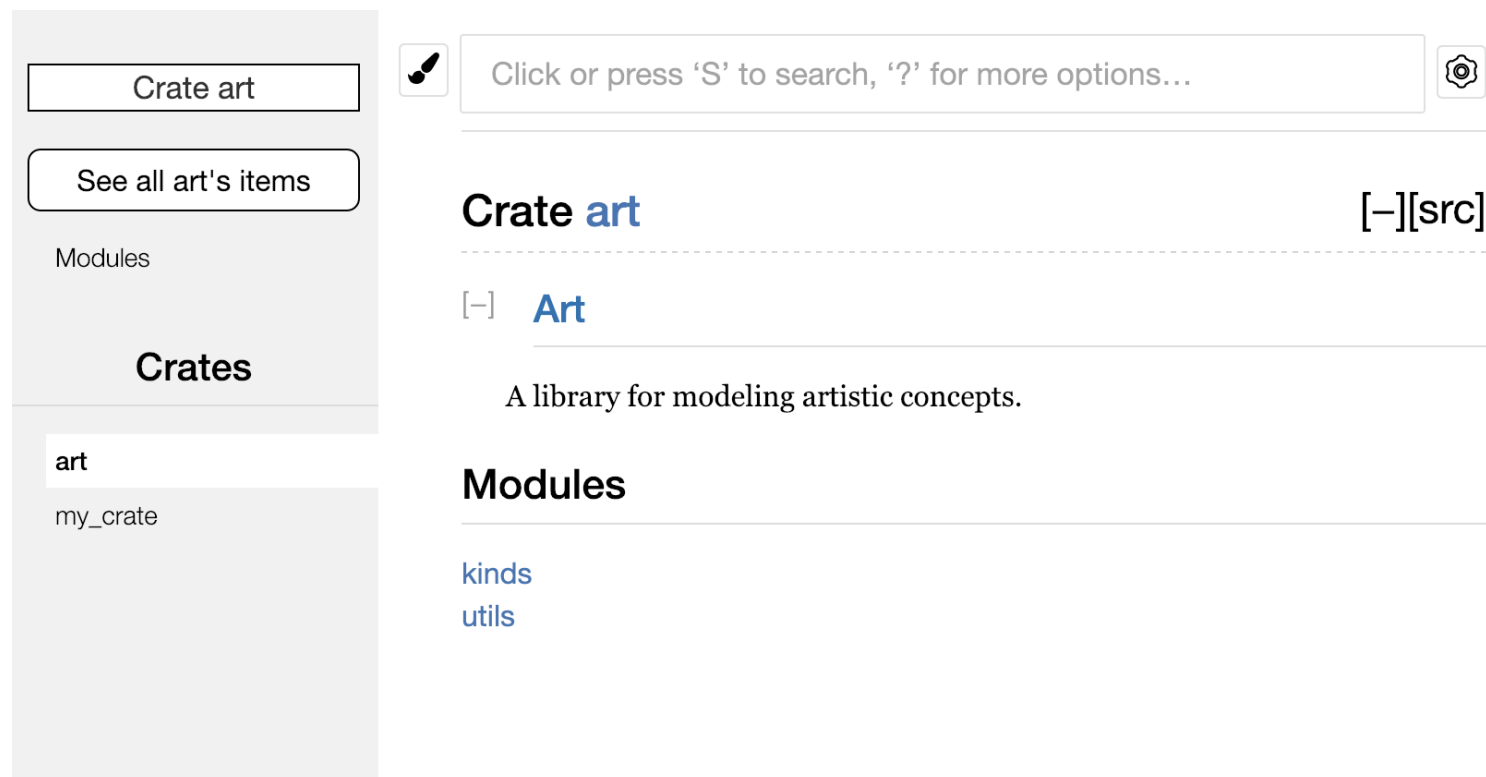 Crate art
See all art's items
Modules
Crates
art
my_crate
Click or press ‘S’ to search, ‘?’ for more options…
Crate art [−][src]
[−] Art
A library for modeling artistic concepts.
Modules
kinds
utils